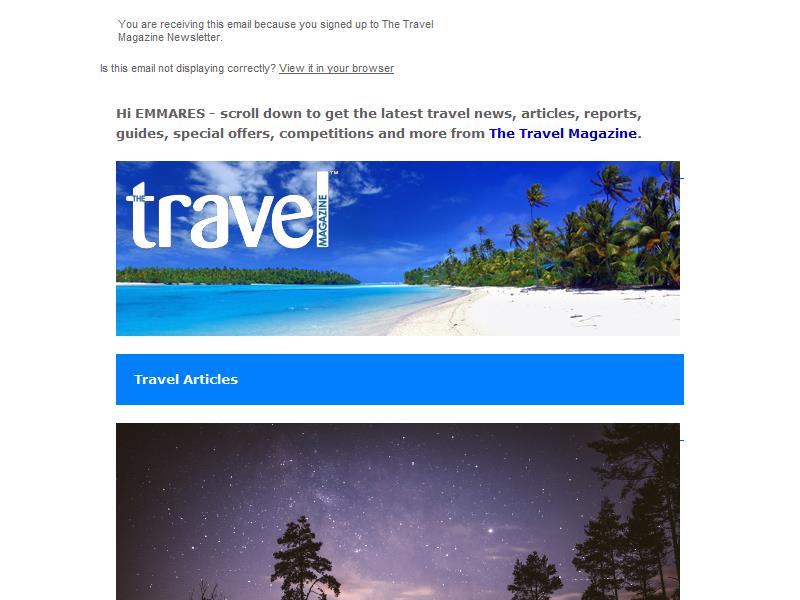 You are receiving this email because you signed up to The Travel
Magazine Newsletter.
Is this email not displaying correctly? View it in your browser
Hi EMMARES - scroll down to get the latest travel news, articles, reports,
guides, special offers, competitions and more from The Travel Magazine.
THE travel MAGAZINE ™
Travel Articles